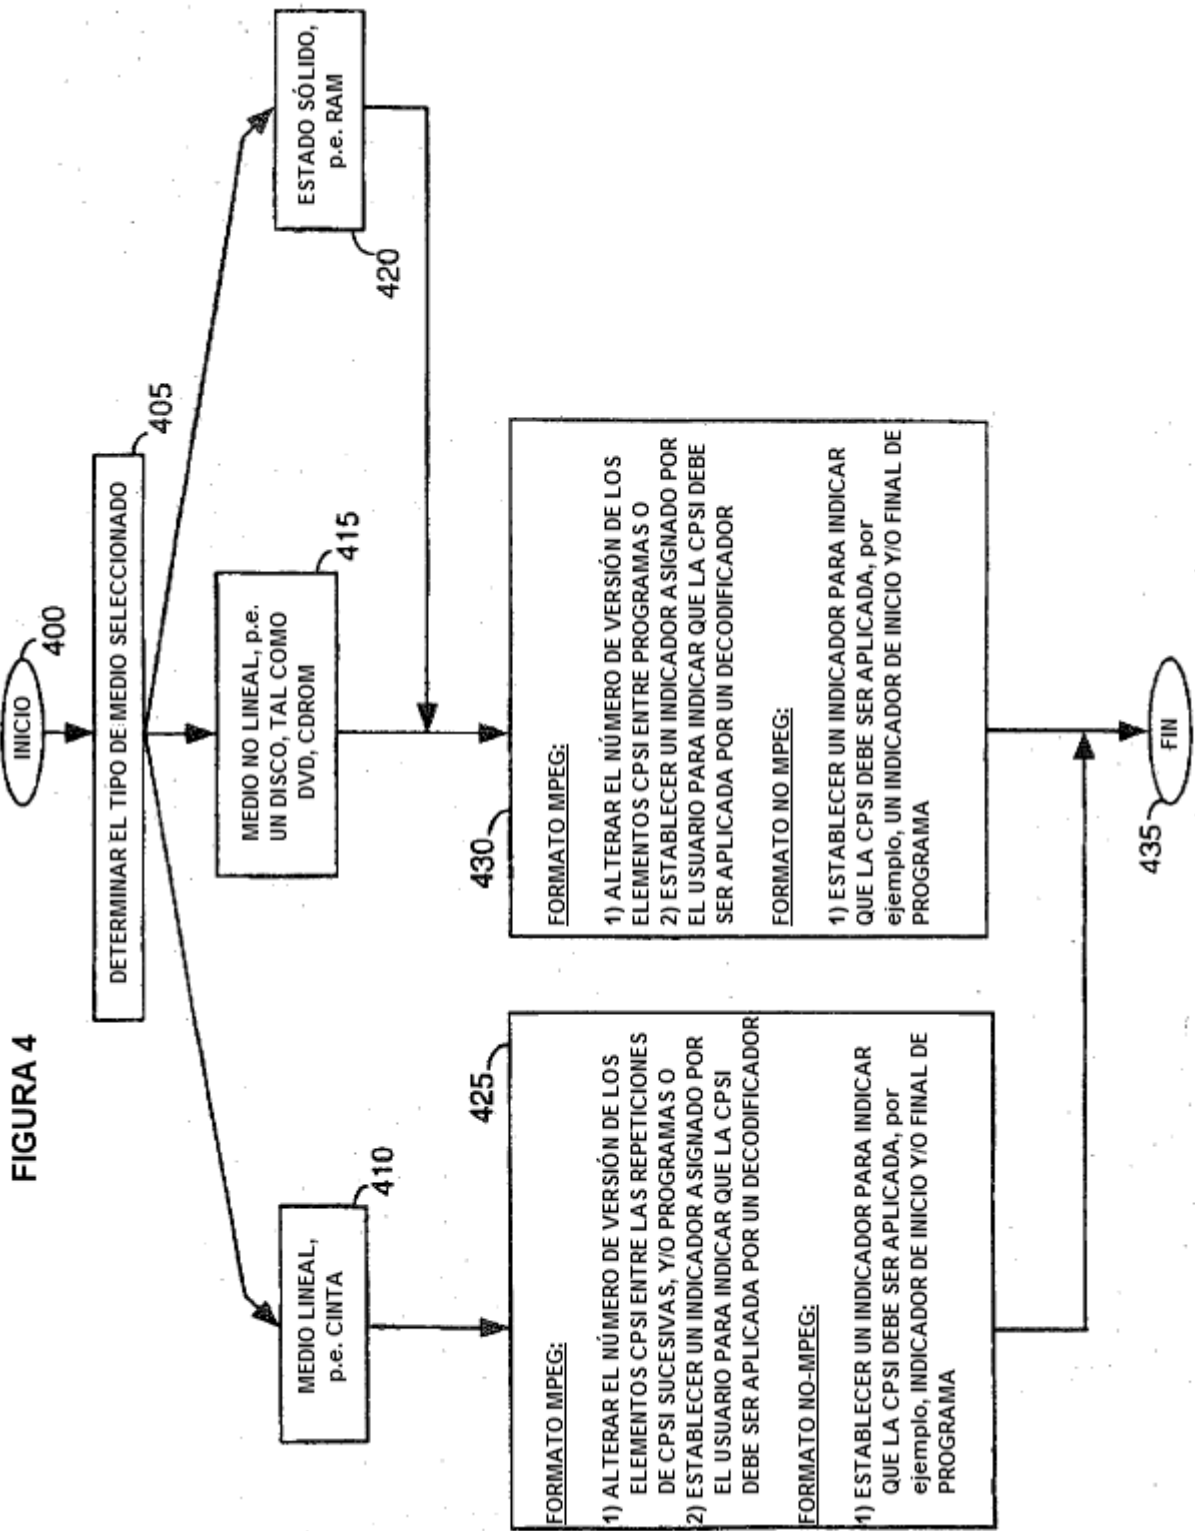 FIGURA 4
INICIO
400
DETERMINAR EL TIPO DE MEDIO SELECCIONADO
405
MEDIO LINEAL,
p.e. CINTA
410
MEDIO NO LINEAL, p.e.
UN DISCO, TAL COMO
DVD, CDROM
415
ESTADO SÓLIDO,
p.e. RAM
420
425
FORMATO MPEG:
1) ALTERAR EL NÚMERO DE VERSIÓN DE LOS
ELEMENTOS CPSI ENTRE LAS REPETICIONES
DE CPSI SUCESIVAS, Y/O PROGRAMAS O
2) ESTABLECER UN INDICADOR ASIGNADO POR
EL USUARIO PARA INDICAR QUE LA CPSI
DEBE SER APLICADA POR UN DECODIFICADOR
FORMATO NO-MPEG:
1) ESTABLECER UN INDICADOR PARA INDICAR
QUE LA CPSI DEBE SER APLICADA, por
ejemplo, INDICADOR DE INICIO Y/O FINAL DE
PROGRAMA
430
FORMATO MPEG:
1) ALTERAR EL NÚMERO DE VERSIÓN DE LOS
ELEMENTOS CPSI ENTRE PROGRAMAS O
2) ESTABLECER UN INDICADOR ASIGNADO POR
EL USUARIO PARA INDICAR QUE LA CPSI DEBE
SER APLICADA POR UN DECODIFICADOR
FORMATO NO MPEG:
1) ESTABLECER UN INDICADOR PARA INDICAR
QUE LA CPSI DEBE SER APLICADA, por
ejemplo, UN INDICADOR DE INICIO Y/O FINAL DE
PROGRAMA
435
FIN